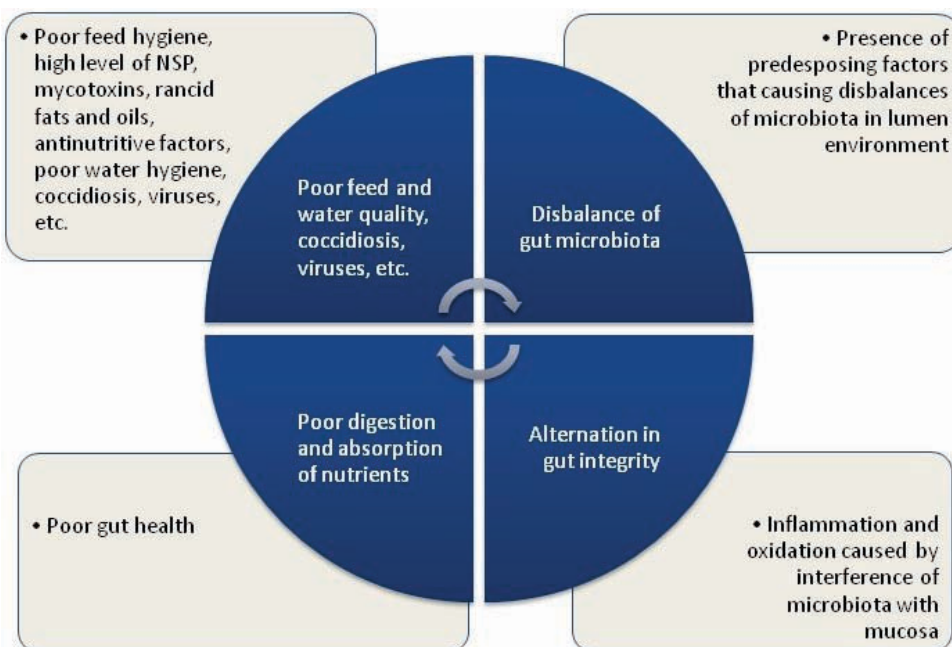 • Poor feed hygiene,
high level of NSP,
mycotoxins, rancid
fats and oils,
antinutritive factors,
poor water hygiene,
coccidiosis, viruses,
etc.
• Presence of
predesposing factors
that causing disbalances
of microbiota in lumen
environment
Poor feed and
water quality,
coccidiosis,
viruses, etc.
Disbalance of
gut microbiota
Poor digestion
and absorption
of nutrients
Alternation in
gut integrity
• Poor gut health
• Inflammation and
oxidation caused by
interference of
microbiota with
mucosa